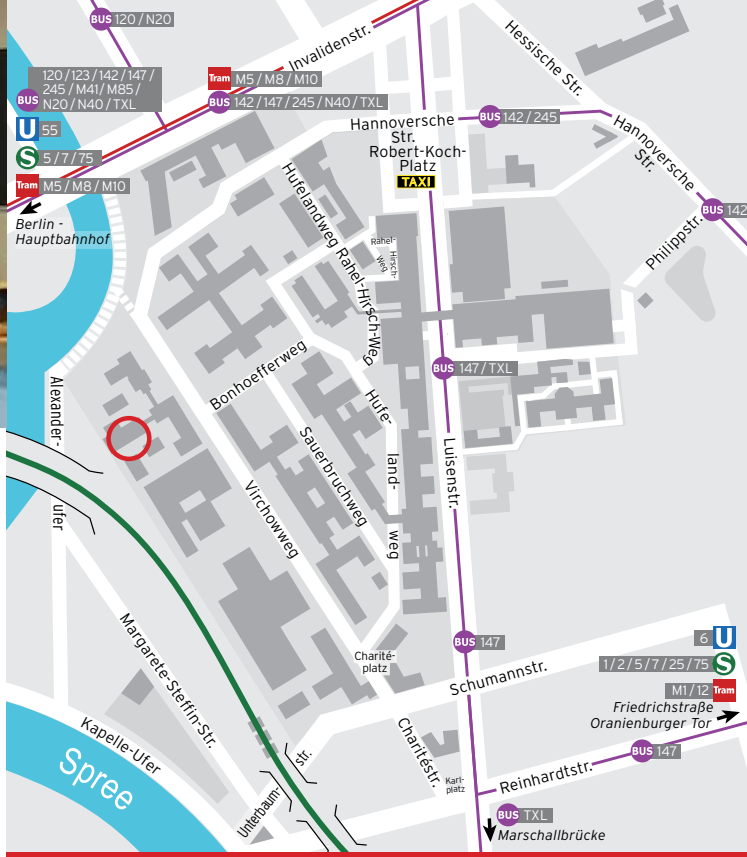 BUS 120 / N20
Invalidenstr.
Hessische Str.
120 / 123 / 142 / 147 /
245 / M41 / M85 /
BUS N20 / N40 / TXL
Tram M5 / M8 / M10
BUS 142 / 147 / 245 / N40 / TXL
U 55
S 5 / 7 / 75
Tram M5 / M8 / M10
Berlin -
Hauptbahnhof
Hannoversche
Str.
Robert-Koch-
Platz
TAXI
BUS 142 / 245
Hannoversche
Str.
BUS 142
Philippstr.
Hufelandweg
Rahel-
Hirsch-
Weg
Rahel-Hirsch-We
g
BUS 147 / TXL
Bonhoefferweg
Alexander-
ufer
Hufe-
land-
weg
Sauerbruchweg
Virchowweg
Luisenstr.
BUS 147
6 U
1 / 2 / 5 / 7 / 25 / 75 S
M1 / 12 Tram
Friedrichstraße
Oranienburger Tor
Charité-
platz
Schumannstr.
Margarete-Steffin-Str.
Kapelle-Ufer
Spree
Charitéstr.
Karl-
platz
Unterbaum-
str.
Reinhardtstr.
BUS 147
BUS TXL
Marschallbrücke